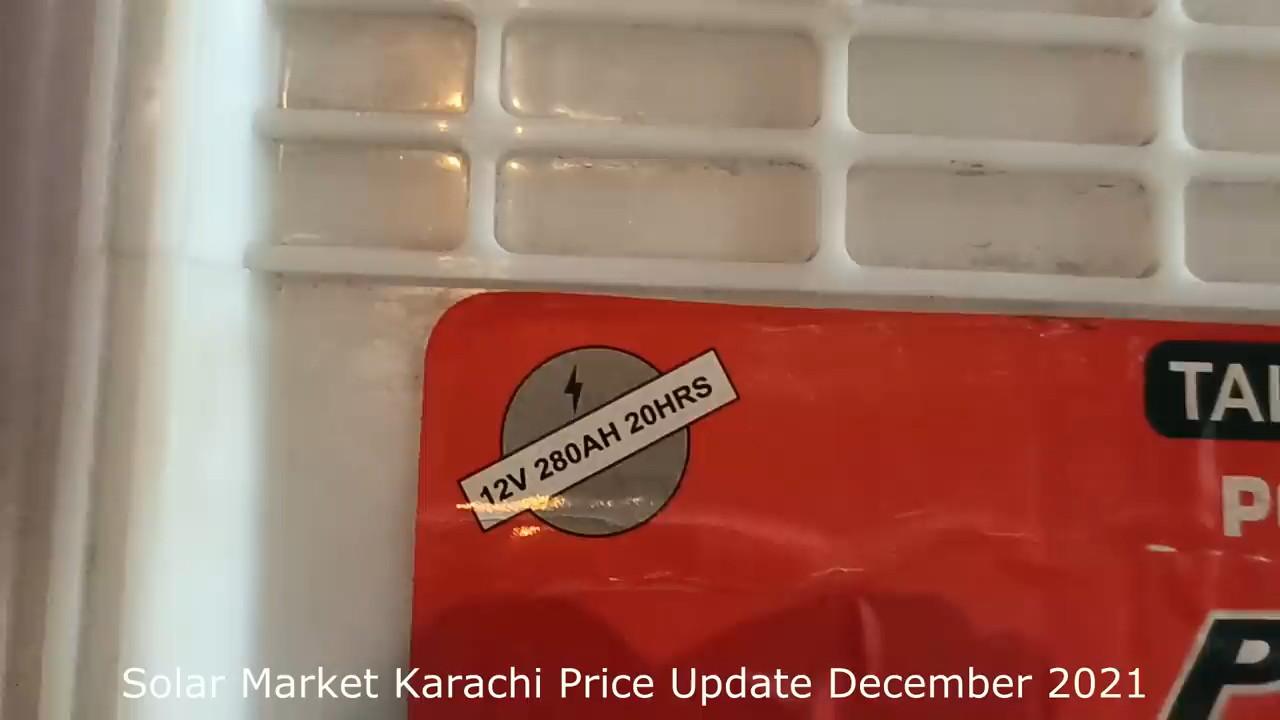 12V 280AH 20HRS
Solar Market Karachi Price Update December 2021